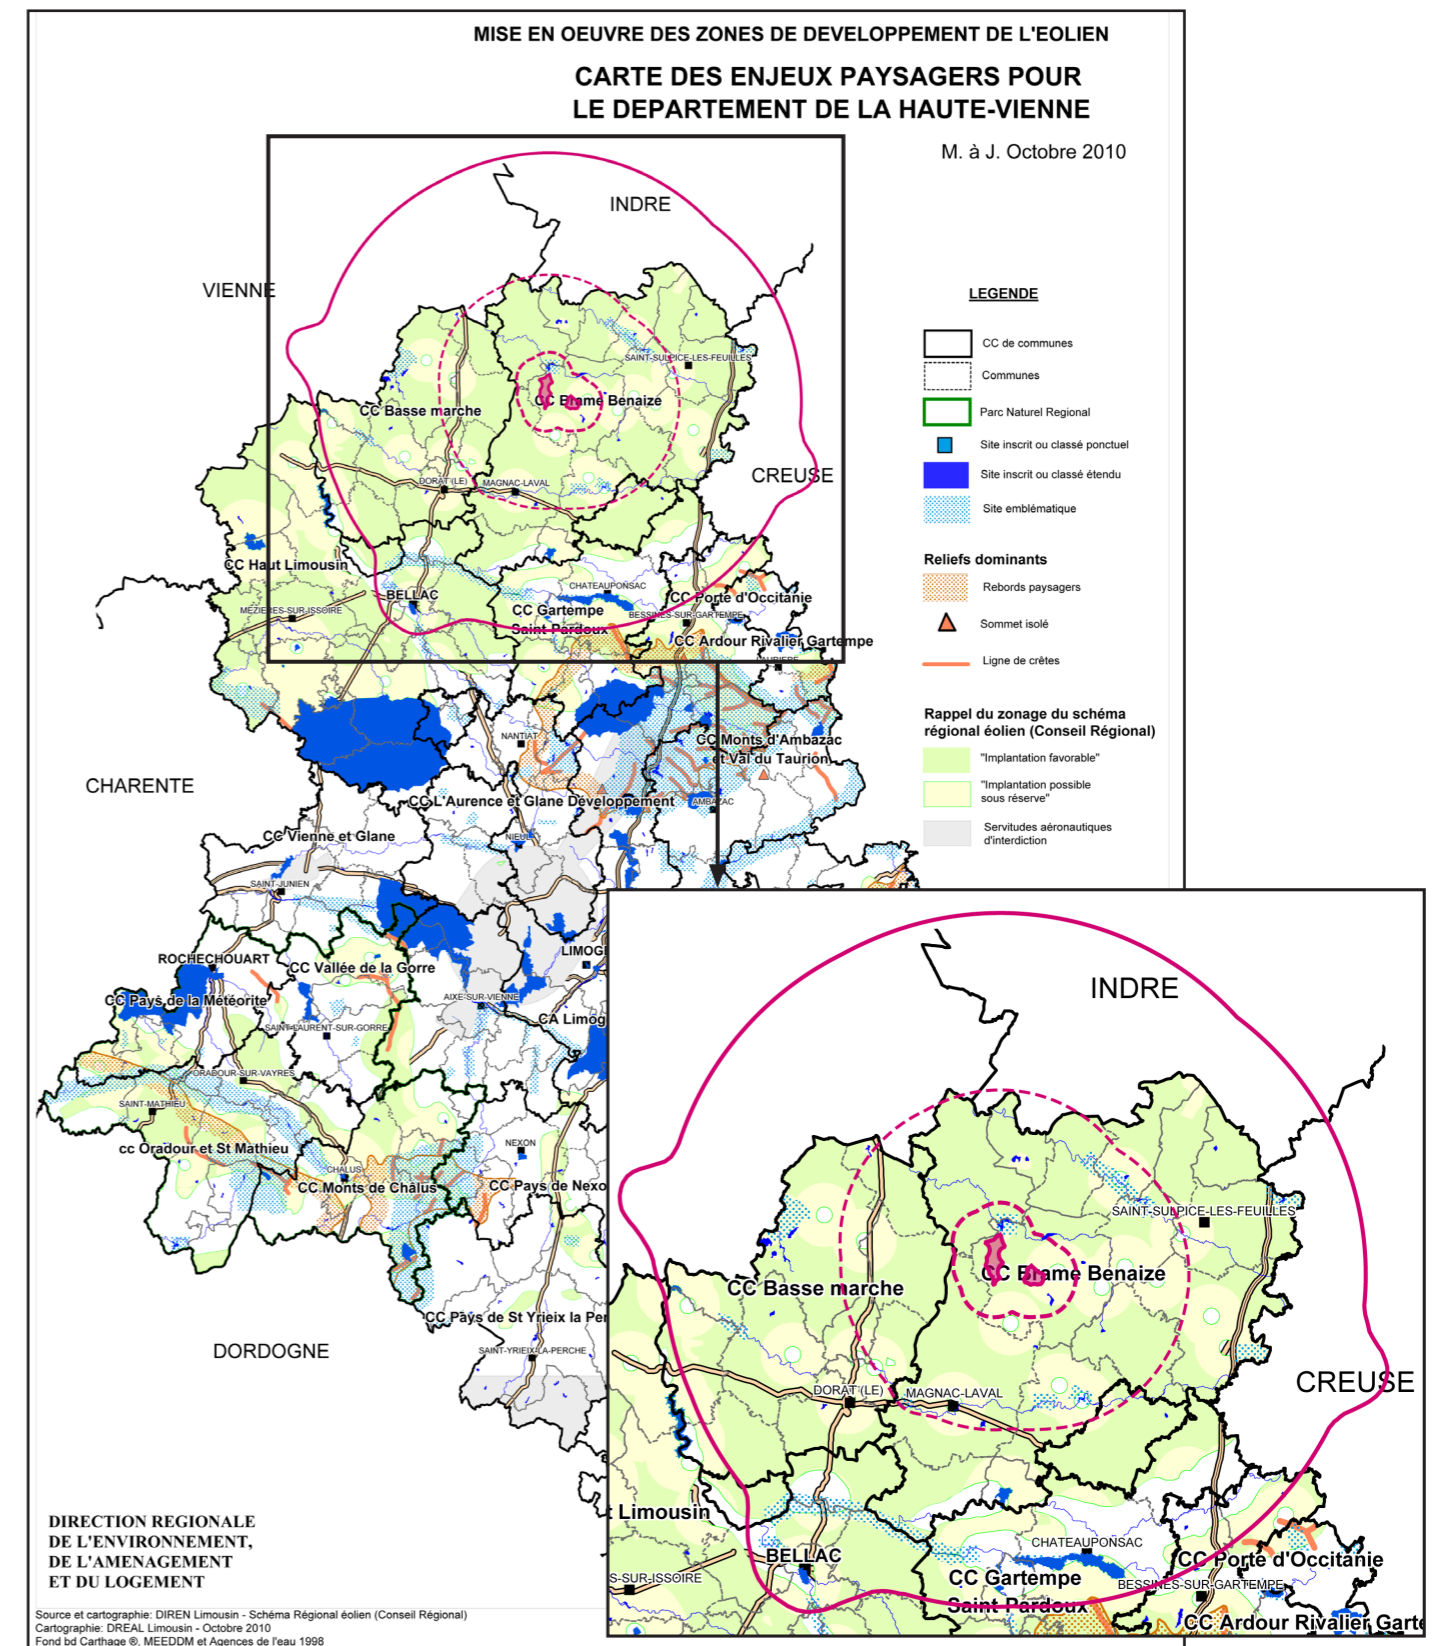 MISE EN OEUVRE DES ZONES DE DEVELOPPEMENT DE L'EOLIEN
CARTE DES ENJEUX PAYSAGERS POUR
LE DEPARTEMENT DE LA HAUTE-VIENNE
M. à J. Octobre 2010
INDRE
VIENNE
SAINT-SULPICE-LES-FEUILLES
CC Brame Benaize
CC Basse marche
CREUSE
DORAT (LE)
MAGNAC-LAVAL
CC Haut Limousin
BELLAC
CHATEAUPONSAC
CC Porte d'Occitanie
MEZIERES-SUR-ISSOIRE
CC Gartempe
Saint Pardoux
BESSINES-SUR-GARTEMPE
CC Ardour Rivalier Gartempe
LAURIERE
NANTIAT
CC Monts d'Ambazac
et Val du Taurion
CHARENTE
CC L'Aurence et Glane Développement
AMBAZAC
CC Vienne et Glane
NIEUL
SAINT-JUNIEN
ROCHECHOUART
CC Vallée de la Gorre
LIMOG
CC Pays de la Météorite
AIXE-SUR-VIENNE
CA Limog
SAINT-LAURENT-SUR-GORRE
ORADOUR-SUR-VAYRES
SAINT-MATHIEU
cc Oradour et St Mathieu
NEXON
CHALUS
CC Monts de Châlus
CC Pays de Nexo
CC Pays de St Yrieix la Per
DORDOGNE
SAINT-YRIEIX-LA-PERCHE
LEGENDE
CC de communes
Communes
Parc Naturel Regional
Site inscrit ou classé ponctuel
Site inscrit ou classé étendu
Site emblématique
Reliefs dominants
Rebords paysagers
Sommet isolé
Ligne de crêtes
Rappel du zonage du schéma
régional éolien (Conseil Régional)
"Implantation favorable"
"Implantation possible
sous réserve"
Servitudes aéronautiques
d'interdiction
INDRE
SAINT-SULPICE-LES-FEUILLES
CC Brame Benaize
CC Basse marche
CREUSE
DORAT (LE)
MAGNAC-LAVAL
t Limousin
BELLAC
CHATEAUPONSAC
CC Porte d'Occitanie
S-SUR-ISSOIRE
CC Gartempe
BESSINES-SUR-GARTEMPE
Saint Pardoux
CC Ardour Rivalier Garte
DIRECTION REGIONALE
DE L'ENVIRONNEMENT,
DE L'AMENAGEMENT
ET DU LOGEMENT
Source et cartographie: DIREN Limousin - Schéma Régional éolien (Conseil Régional)
Cartographie: DREAL Limousin - Octobre 2010
Fond bd Carthage ®, MEEDDM et Agences de l'eau 1998